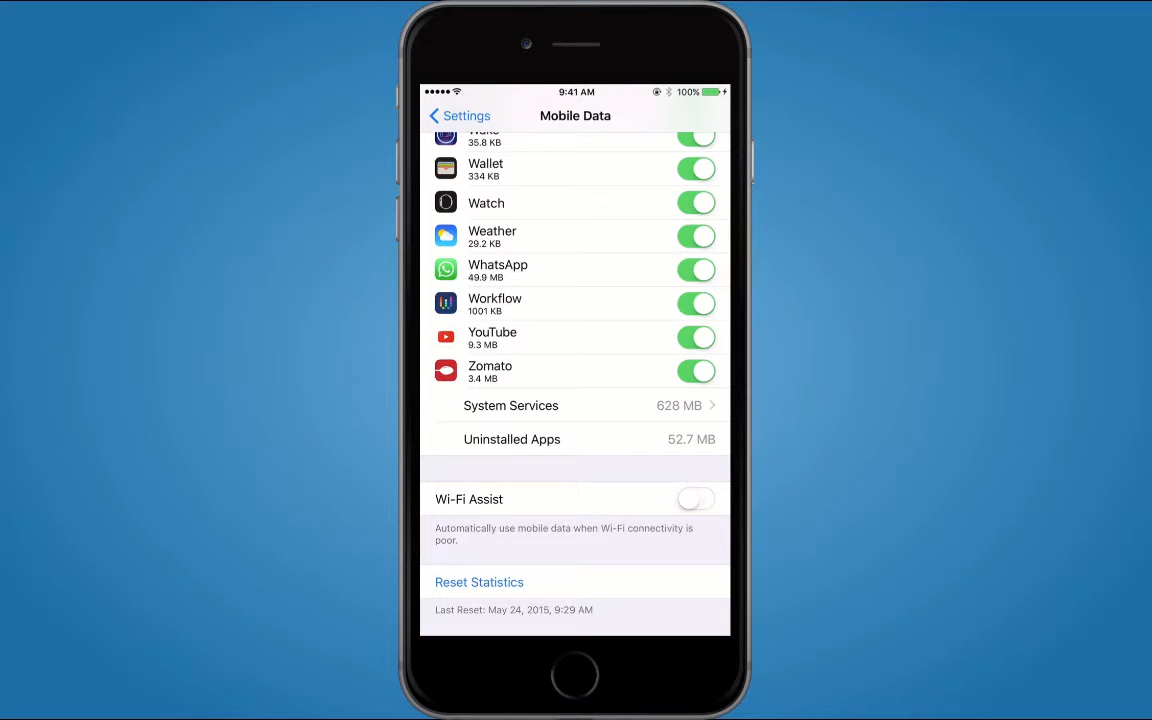 9:41 AM 100%
Settings Mobile Data
35.8 KB
Wallet
334 KB
Watch
Weather
29.2 KB
WhatsApp
49.9 MB
Workflow
1001 KB
YouTube
9.3 MB
Zomato
3.4 MB
System Services 628 MB
Uninstalled Apps 52.7 MB
Wi-Fi Assist
Automatically use mobile data when Wi-Fi connectivity is
poor.
Reset Statistics
Last Reset: May 24, 2015, 9:29 AM